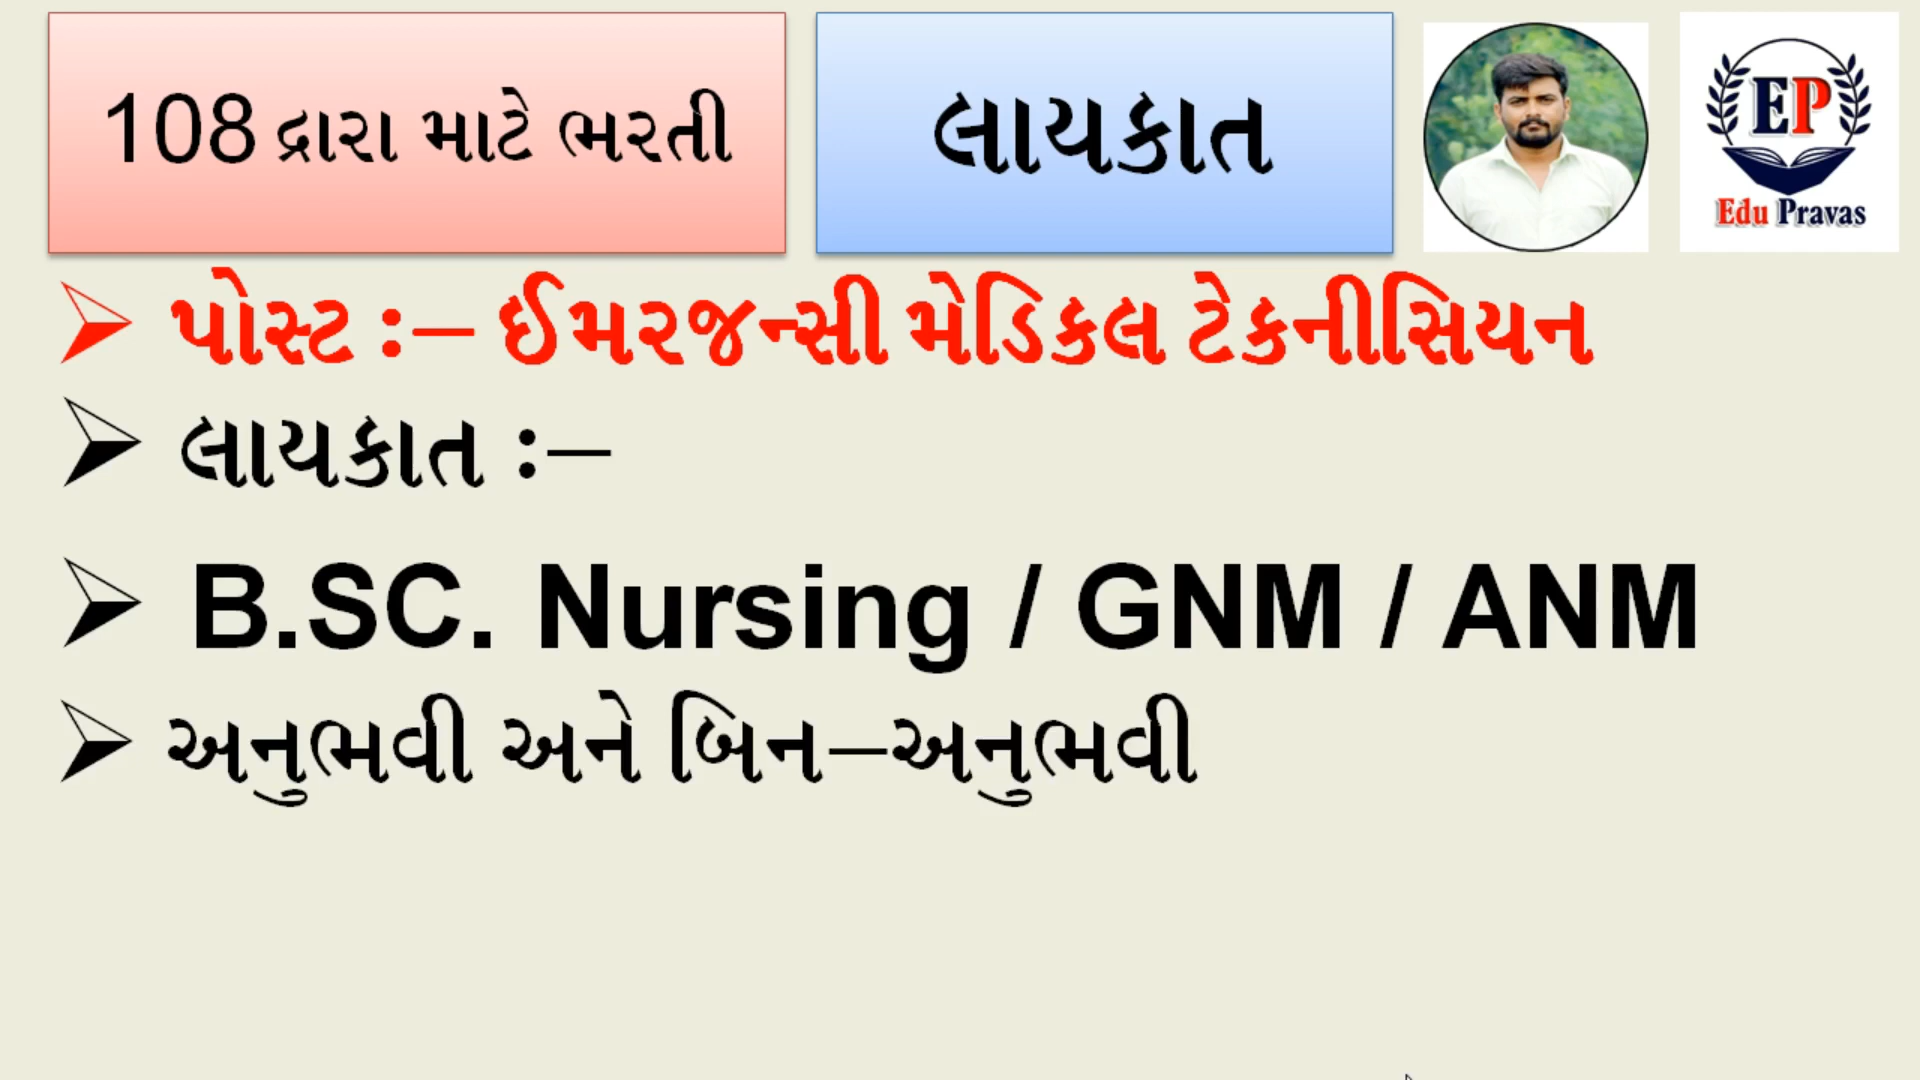 108 દ્વારા માટે ભરતી
લાયકાત
EP
Edu Pravas
પોસ્ટ :– ઈમરજન્સી મેડિકલ ટેકનીસિયન
લાયકાત :–
B.SC. Nursing / GNM / ANM
અનુભવી અને બિન–અનુભવી